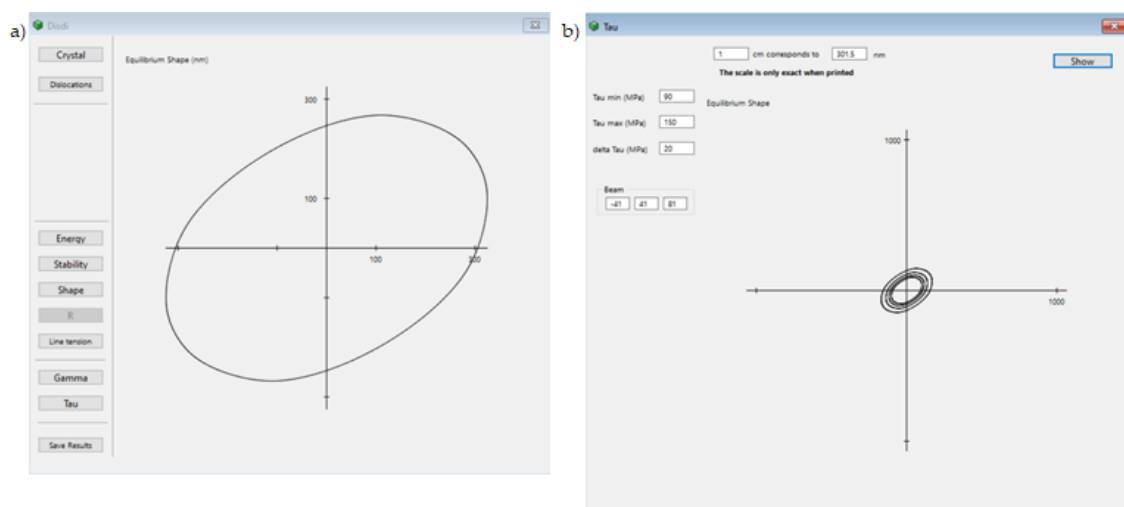 a)
Disdi
Crystal
Dislocations
Equilibrium Shape (nm)
300
100
100
300
Energy
Stability
Shape
R
Line tension
Gamma
Tau
Save Results
b)
Tau
1 cm corresponds to 301.5 nm
The scale is only exact when printed
Show
Tau min (MPa) 90
Equilibrium Shape
Tau max (MPa) 150
delta Tau (MPa) 20
Beam
-41 41 81
1000
1000